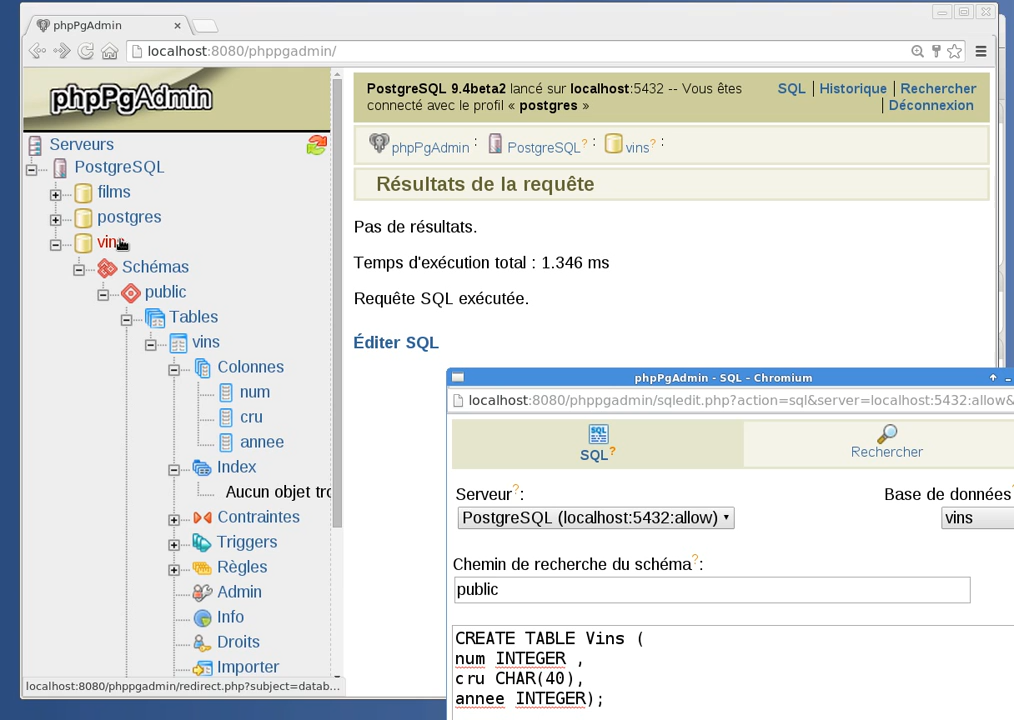 phpPgAdmin
localhost:8080/phppgadmin/
phpPgAdmin
Serveurs
PostgreSQL
films
postgres
vins
Schémas
public
Tables
vins
Colonnes
num
cru
annee
Index
Aucun objet tro
Contraintes
Triggers
Règles
Admin
Info
Droits
Importer
localhost:8080/phppgadmin/redirect.php?subject=datab...
PostgreSQL 9.4beta2 lancé sur localhost:5432 -- Vous êtes
connecté avec le profil « postgres »
SQL | Historique | Rechercher
| Déconnexion
phpPgAdmin : PostgreSQL? : vins? :
Résultats de la requête
Pas de résultats.
Temps d'exécution total : 1.346 ms
Requête SQL exécutée.
Éditer SQL
phpPgAdmin - SQL - Chromium
localhost:8080/phppgadmin/sqledit.php?action=sql&server=localhost:5432:allow&
SQL
SQL?
Rechercher
Serveur?:
Base de données?
PostgreSQL (localhost:5432:allow)
vins
Chemin de recherche du schéma?:
public
CREATE TABLE Vins (
num INTEGER ,
cru CHAR(40),
annee INTEGER);